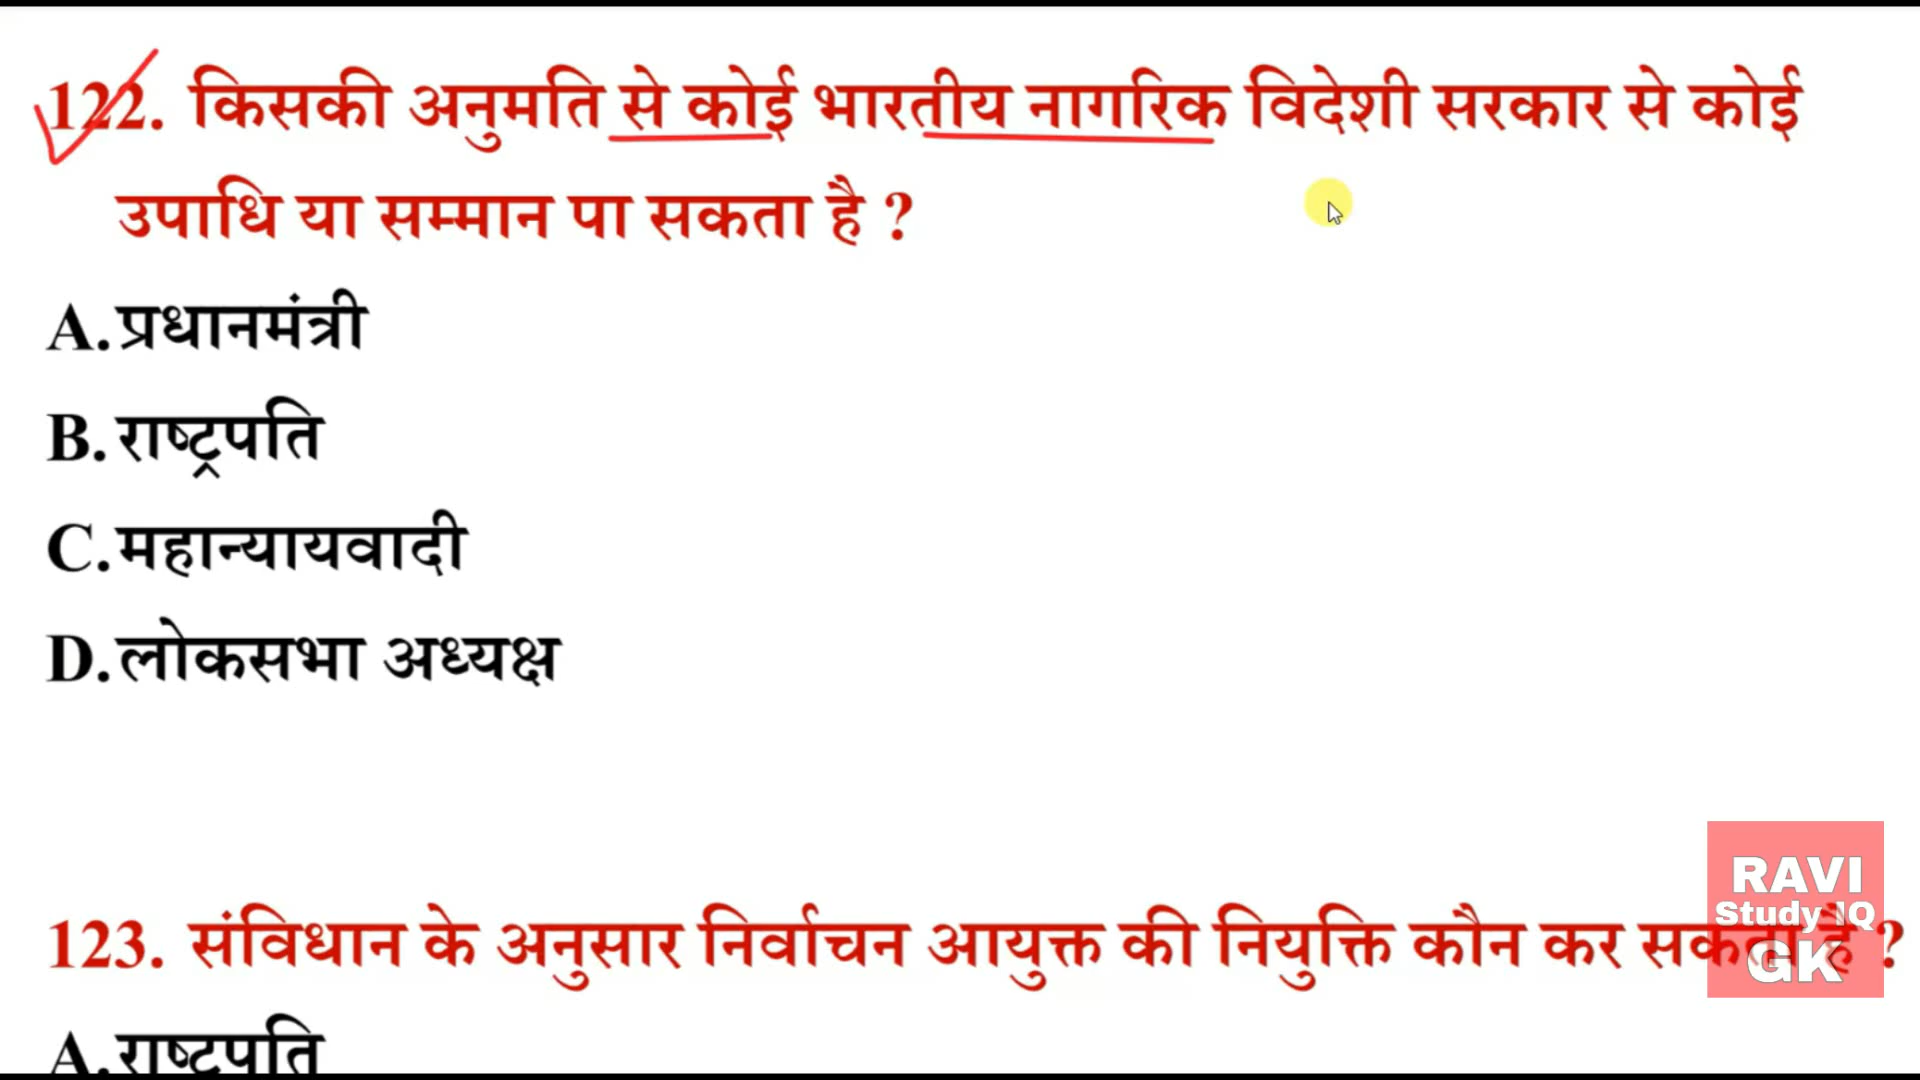 122. किसकी अनुमति से कोई भारतीय नागरिक विदेशी सरकार से कोई
उपाधि या सम्मान पा सकता है ?
A.प्रधानमंत्री
B.राष्ट्रपति
C.महान्यायवादी
D.लोकसभा अध्यक्ष
RAVI
Study IQ
GK
123. संविधान के अनुसार निर्वाचन आयुक्त की नियुक्ति कौन कर सकता है ?
A.राष्ट्रपति